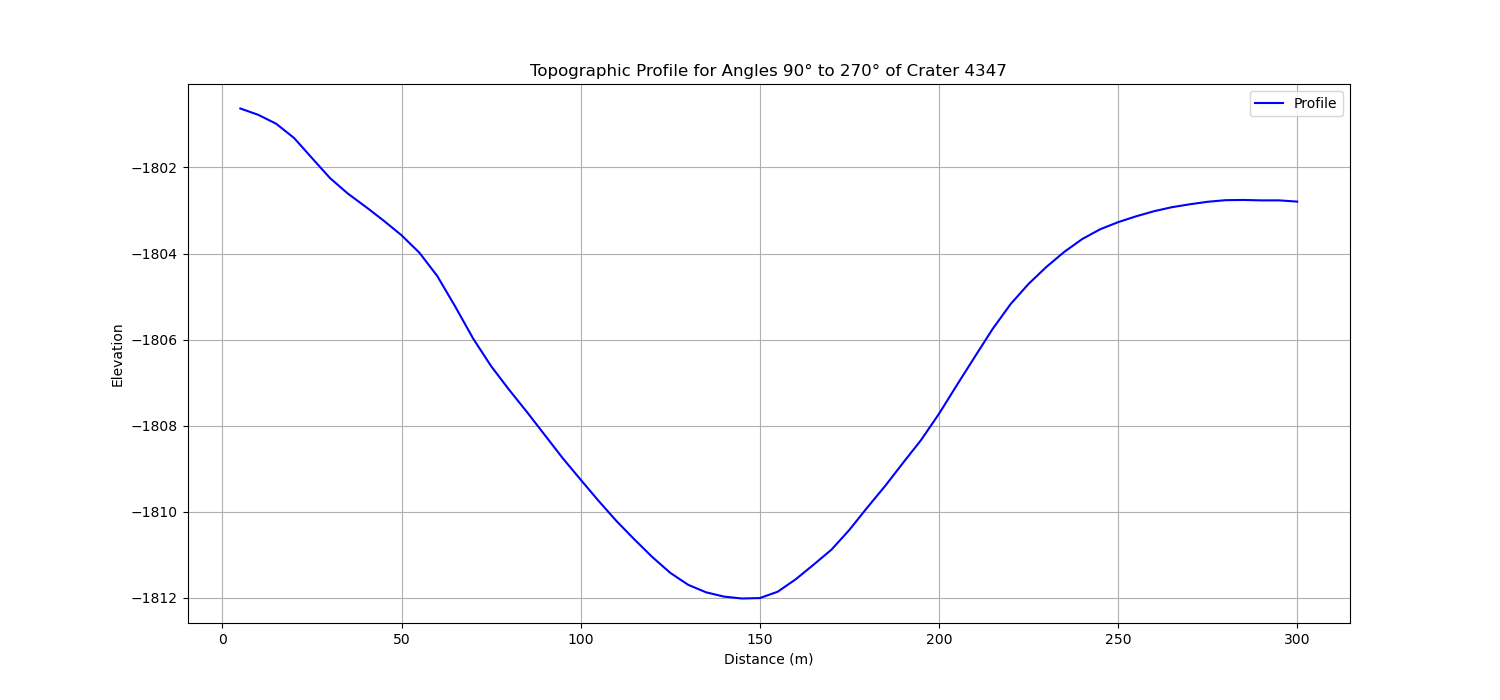 Topographic Profile for Angles 90° to 270° of Crater 4347
Profile
−1802
−1804
−1806
−1808
−1810
−1812
Elevation
0 50 100 150 200 250 300
Distance (m)